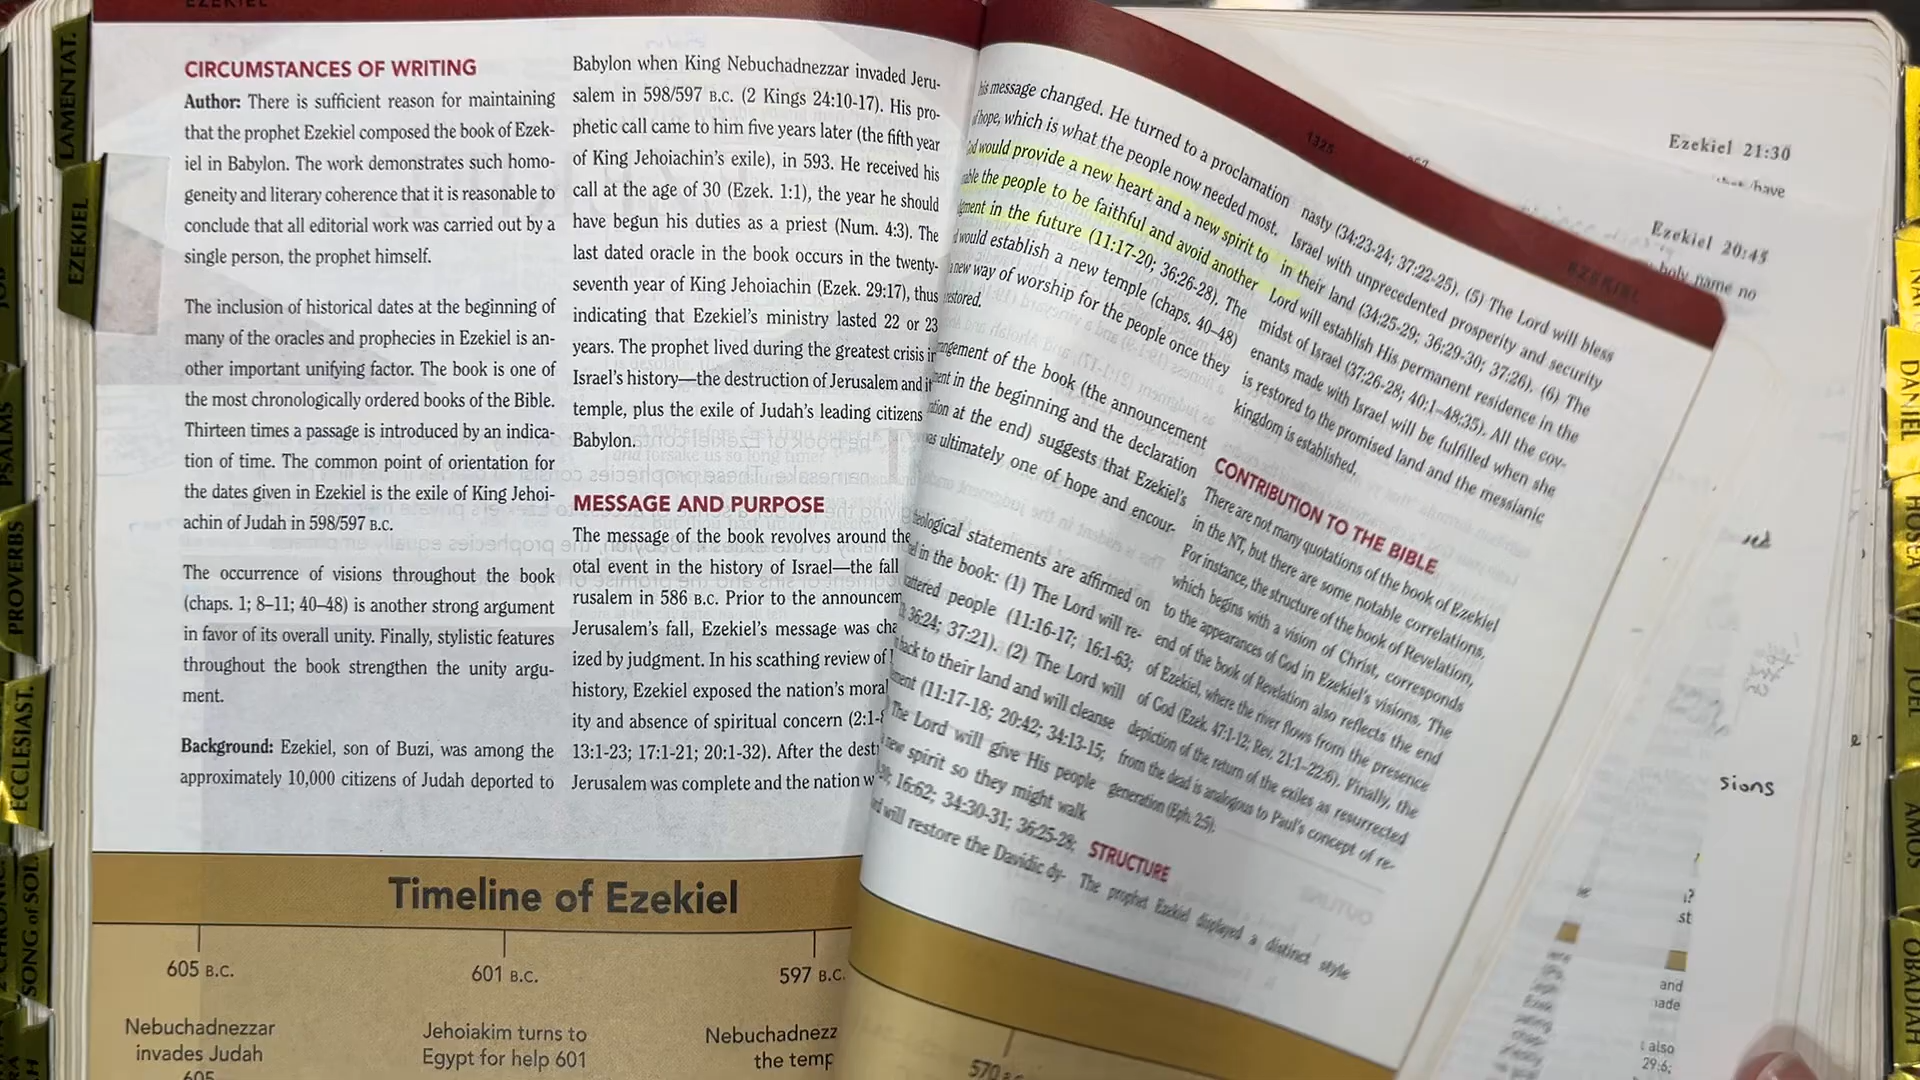 EZEKIEL
LAMENTAT.
EZEKIEL
JOB
PSALMS
PROVERBS
ECCLESIAST.
SONG of SOL.
CIRCUMSTANCES OF WRITING
Author: There is sufficient reason for maintaining
that the prophet Ezekiel composed the book of Ezek-
iel in Babylon. The work demonstrates such homo-
geneity and literary coherence that it is reasonable to
conclude that all editorial work was carried out by a
single person, the prophet himself.
The inclusion of historical dates at the beginning of
many of the oracles and prophecies in Ezekiel is an-
other important unifying factor. The book is one of
the most chronologically ordered books of the Bible.
Thirteen times a passage is introduced by an indica-
tion of time. The common point of orientation for
the dates given in Ezekiel is the exile of King Jehoi-
achin of Judah in 598/597 B.C.
The occurrence of visions throughout the book
(chaps. 1; 8–11; 40–48) is another strong argument
in favor of its overall unity. Finally, stylistic features
throughout the book strengthen the unity argu-
ment.
Background: Ezekiel, son of Buzi, was among the
approximately 10,000 citizens of Judah deported to
Babylon when King Nebuchadnezzar invaded Jeru-
salem in 598/597 B.C. (2 Kings 24:10-17). His pro-
phetic call came to him five years later (the fifth year
of King Jehoiachin's exile), in 593. He received his
call at the age of 30 (Ezek. 1:1), the year he should
have begun his duties as a priest (Num. 4:3). The
last dated oracle in the book occurs in the twenty-
seventh year of King Jehoiachin (Ezek. 29:17), thus
indicating that Ezekiel's ministry lasted 22 or 23
years. The prophet lived during the greatest crisis in
Israel's history—the destruction of Jerusalem and it
temple, plus the exile of Judah's leading citizens
Babylon.
MESSAGE AND PURPOSE
The message of the book revolves around the
otal event in the history of Israel—the fall
rusalem in 586 B.C. Prior to the announcem
Jerusalem's fall, Ezekiel's message was cha
ized by judgment. In his scathing review of
history, Ezekiel exposed the nation's moral
ity and absence of spiritual concern (2:1-8
13:1-23; 17:1-21; 20:1-32). After the dest
Jerusalem was complete and the nation w
Timeline of Ezekiel
605 B.C.
Nebuchadnezzar
invades Judah
605
601 B.C.
Jehoiakim turns to
Egypt for help 601
597 B.C.
Nebuchadnezz
the temp
his message changed. He turned to a proclamation
of hope, which is what the people now needed most.
God would provide a new heart and a new spirit to
able the people to be faithful and avoid another
gment in the future (11:17-20; 36:26-28). The
d would establish a new temple (chaps. 40–48)
a new way of worship for the people once they
restored.
rangement of the book (the announcement
ment in the beginning and the declaration
ation at the end) suggests that Ezekiel's
was ultimately one of hope and encour-
heological statements are affirmed on
el in the book: (1) The Lord will re-
attered people (11:16-17; 16:1-63;
36:24; 37:21). (2) The Lord will
back to their land and will cleanse
ment (11:17-18; 20:42; 34:13-15;
The Lord will give His people
new spirit so they might walk
16:62; 34:30-31; 36:25-28;
will restore the Davidic dy-
nasty (34:23-24; 37:22-25). (5) The Lord will bless
Israel with unprecedented prosperity and security
in their land (34:25-29; 36:29-30; 37:26). (6) The
Lord will establish His permanent residence in the
midst of Israel (37:26-28; 40:1–48:35). All the cov-
enants made with Israel will be fulfilled when she
is restored to the promised land and the messianic
kingdom is established.
CONTRIBUTION TO THE BIBLE
There are not many quotations of the book of Ezekiel
in the NT, but there are some notable correlations.
For instance, the structure of the book of Revelation,
which begins with a vision of Christ, corresponds
to the appearances of God in Ezekiel's visions. The
end of the book of Revelation also reflects the end
of Ezekiel, where the river flows from the presence
of God (Ezek. 47:1-12; Rev. 21:1–22:6). Finally, the
depiction of the return of the exiles as resurrected
from the dead is analogous to Paul's concept of re-
generation (Eph. 2:5).
STRUCTURE
The prophet Ezekiel displayed a distinct style
570
1325
EZEKIEL
Ezekiel 21:30
have
Ezekiel 20:45
holy name no
sions
?
st
and
made
also
29:6;
DANIEL
HOSEA
JOEL
AMOS
OBADIAH